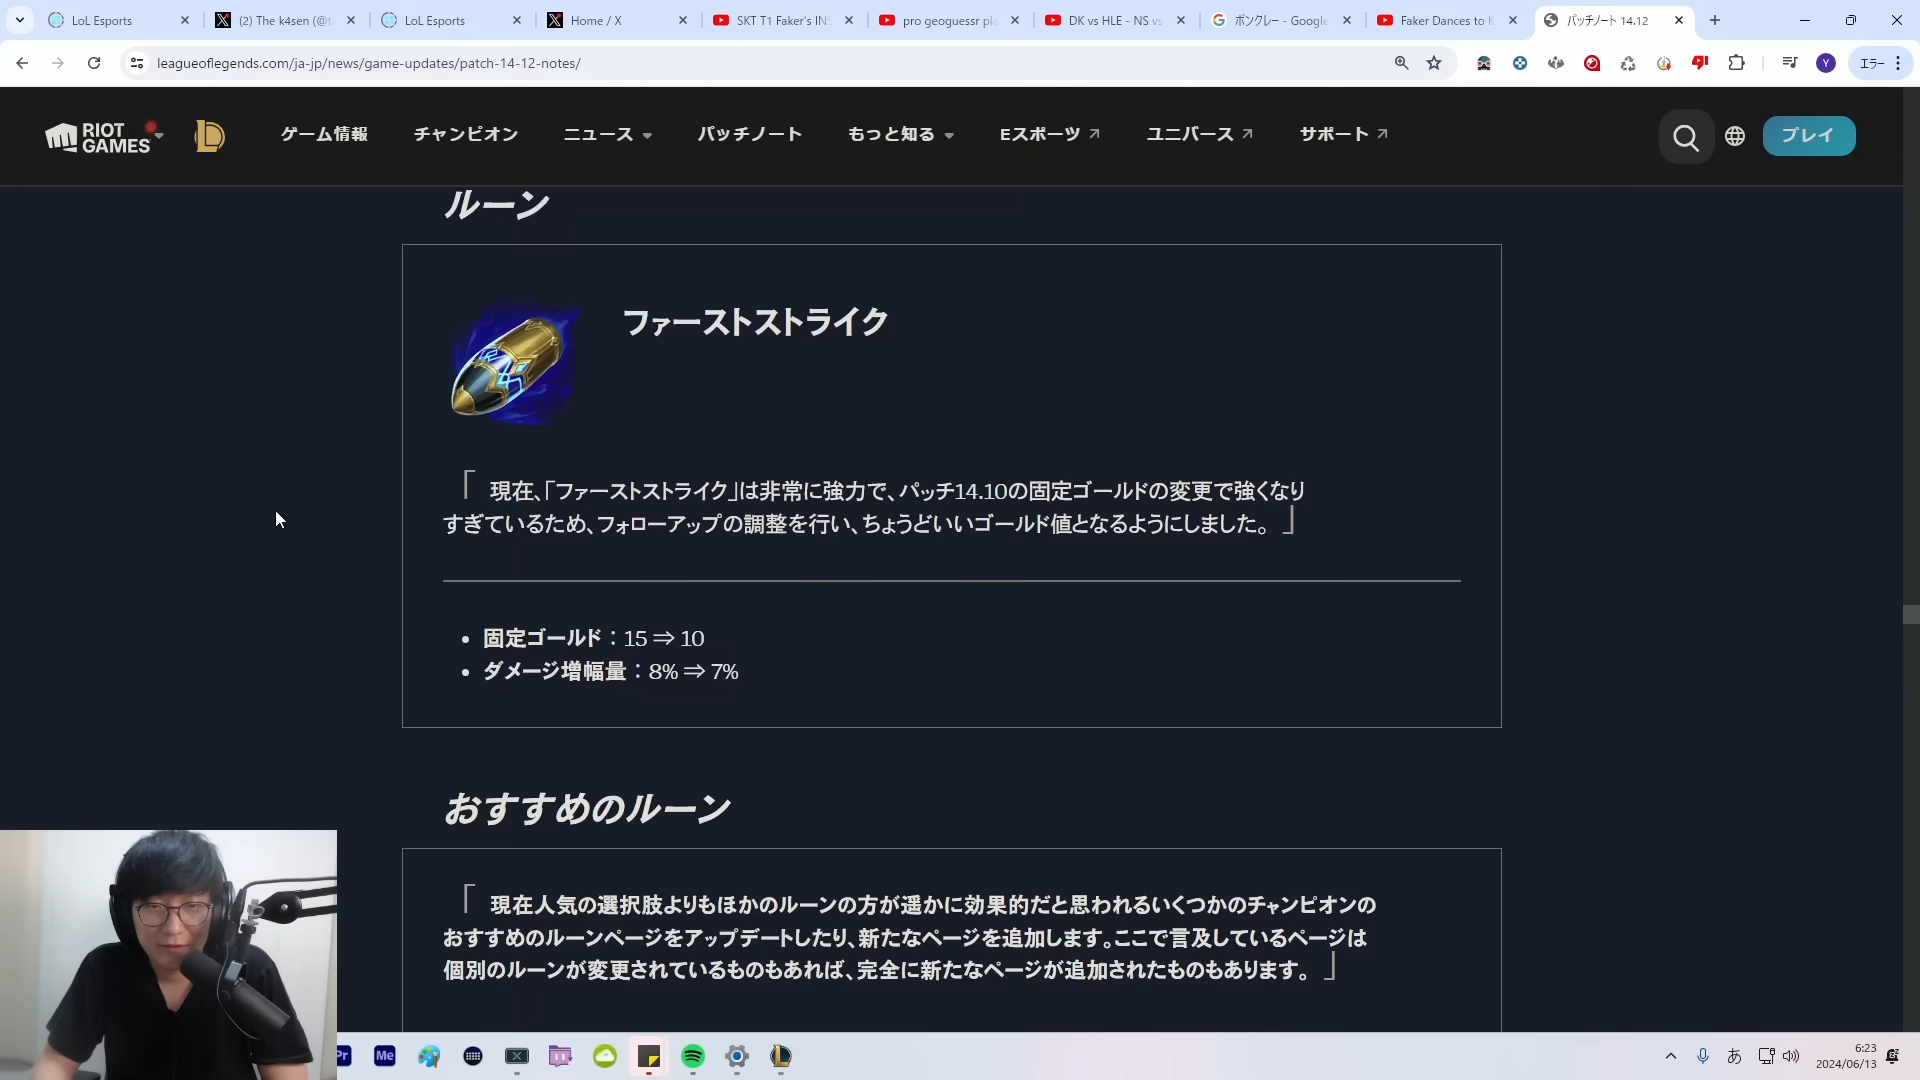 LoL Esports
(2) The k4sen (@t
LoL Esports
Home / X
SKT T1 Faker's INS
pro geoguessr pla
DK vs HLE - NS vs
ボンクレー - Google
Faker Dances to K
パッチノート 14.12
leagueoflegends.com/ja-jp/news/game-updates/patch-14-12-notes/
Y
エラー
RIOT
GAMES
ゲーム情報
チャンピオン
ニュース
パッチノート
もっと知る
Eスポーツ
ユニバース
サポート
プレイ
ルーン
ファーストストライク
「 現在、「ファーストストライク」は非常に強力で、パッチ14.10の固定ゴールドの変更で強くなり
すぎているため、フォローアップの調整を行い、ちょうどいいゴールド値となるようにしました。 」
• 固定ゴールド：15 ⇒ 10
• ダメージ増幅量：8% ⇒ 7%
おすすめのルーン
「 現在人気の選択肢よりもほかのルーンの方が遥かに効果的だと思われるいくつかのチャンピオンの
おすすめのルーンページをアップデートしたり、新たなページを追加します。ここで言及しているページは
個別のルーンが変更されているものもあれば、完全に新たなページが追加されたものもあります。 」
Pr
Me
あ
6:23
2024/06/13